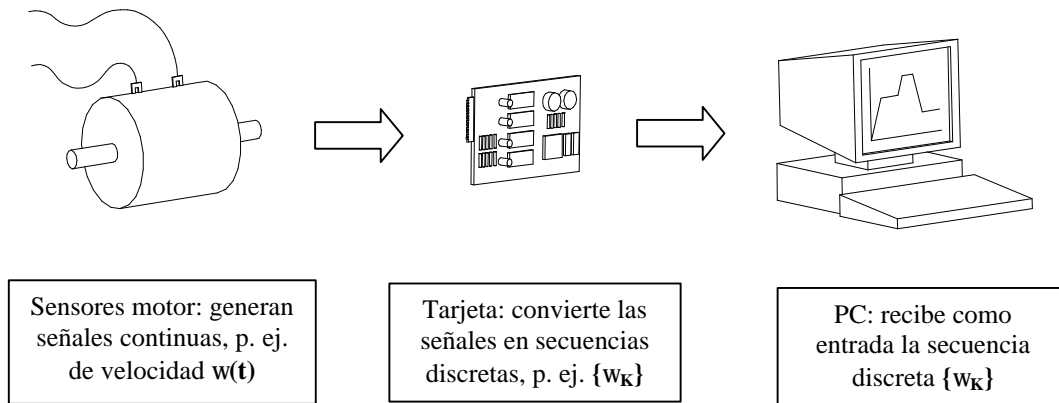 Sensores motor: generan
señales continuas, p. ej.
de velocidad w(t)
Tarjeta: convierte las
señales en secuencias
discretas, p. ej. {wK}
PC: recibe como
entrada la secuencia
discreta {wK}